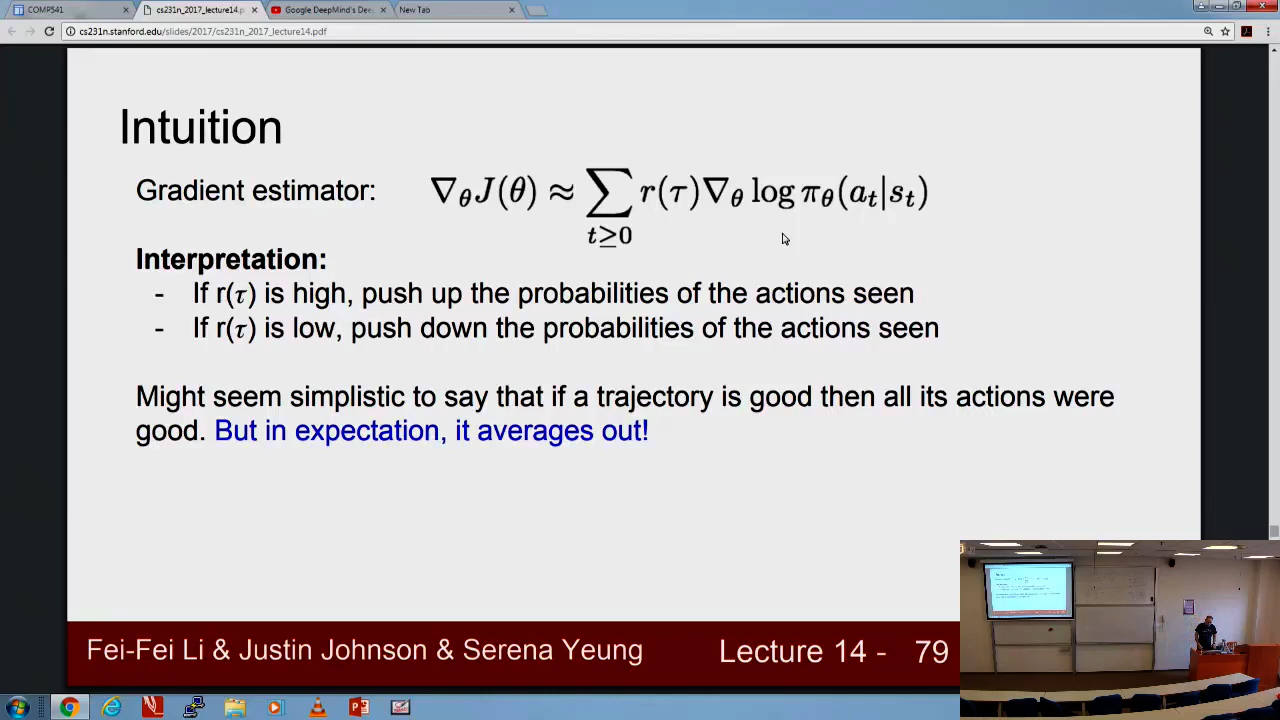 COMP541
cs231n_2017_lecture14.p
Google DeepMind's Dee
New Tab
cs231n.stanford.edu/slides/2017/cs231n_2017_lecture14.pdf
Intuition
Gradient estimator: ∇θJ(θ) ≈ ∑t≥0 r(τ)∇θ log πθ(at|st)
Interpretation:
- If r(τ) is high, push up the probabilities of the actions seen
- If r(τ) is low, push down the probabilities of the actions seen
Might seem simplistic to say that if a trajectory is good then all its actions were
good. But in expectation, it averages out!
Fei-Fei Li & Justin Johnson & Serena Yeung
Lecture 14 - 79